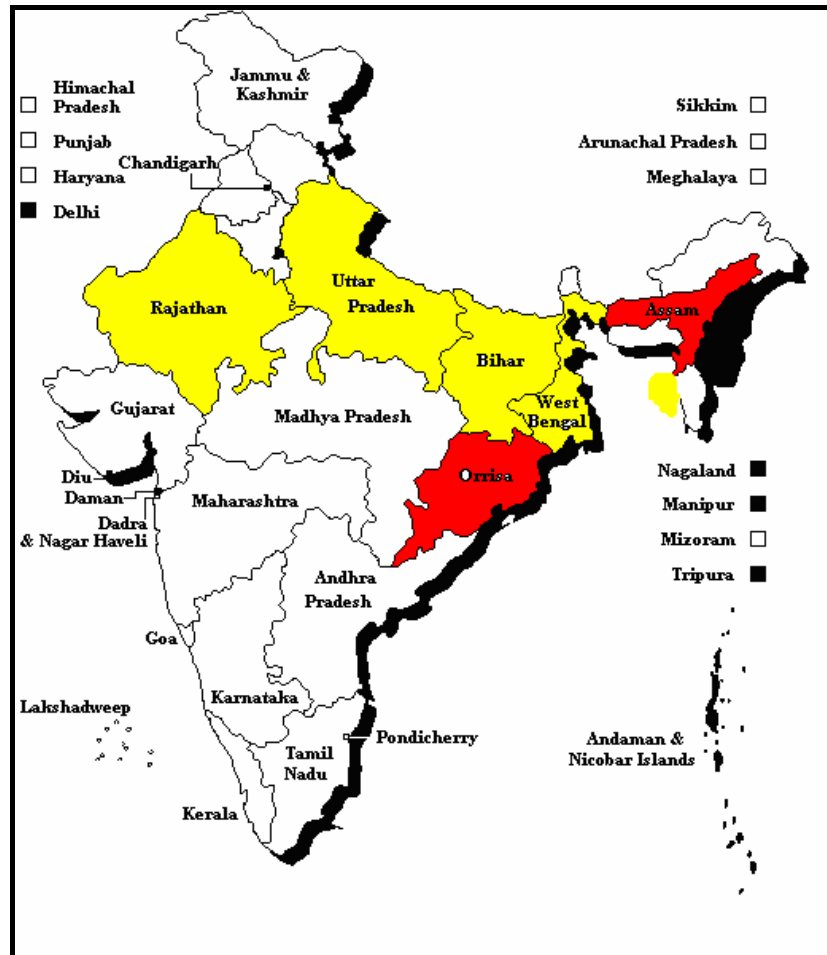 Jammu &
Kashmir
Himachal
Pradesh
Punjab
Chandigarh
Haryana
Delhi
Sikkim
Arunachal Pradesh
Meghalaya
Rajathan
Uttar
Pradesh
Assam
Bihar
West
Bengal
Gujarat
Madhya Pradesh
Orrisa
Diu
Daman
Dadra
& Nagar Haveli
Maharashtra
Nagaland
Manipur
Mizoram
Tripura
Andhra
Pradesh
Goa
Karnataka
Lakshadweep
Pondicherry
Tamil
Nadu
Andaman &
Nicobar Islands
Kerala